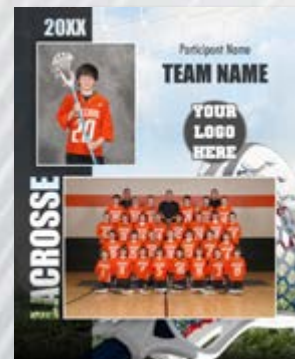 20XX
Participant Name
TEAM NAME
YOUR
LOGO
HERE
20
LACROSSE